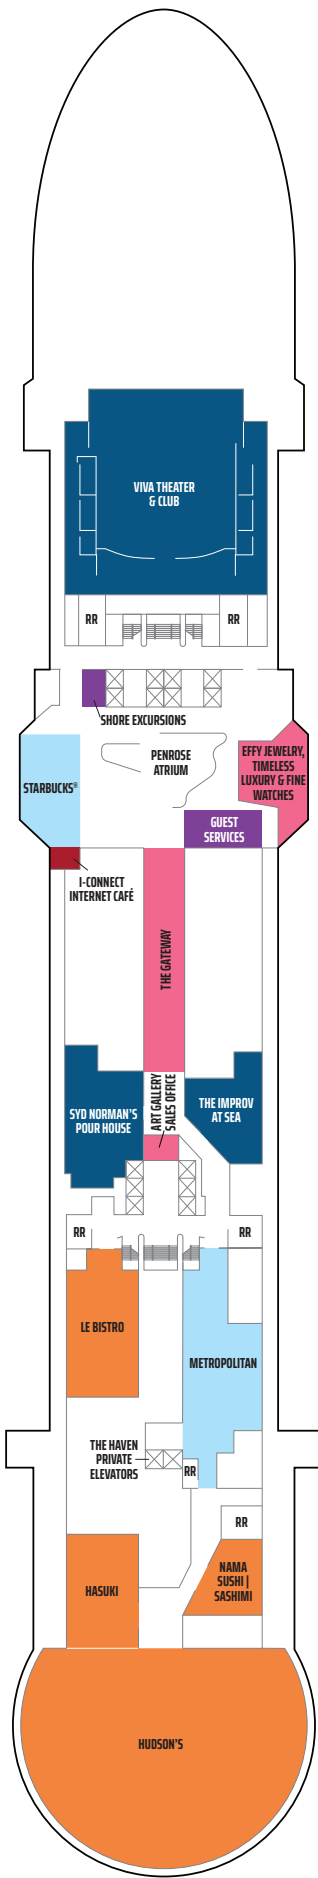 VIVA THEATER
& CLUB
RR
RR
SHORE EXCURSIONS
PENROSE
ATRIUM
EFFY JEWELRY,
TIMELESS
LUXURY & FINE
WATCHES
STARBUCKS®
GUEST
SERVICES
I-CONNECT
INTERNET CAFÉ
THE GATEWAY
ART GALLERY
SALES OFFICE
SYD NORMAN'S
POUR HOUSE
THE IMPROV
AT SEA
RR
RR
LE BISTRO
METROPOLITAN
THE HAVEN
PRIVATE
ELEVATORS
RR
RR
HASUKI
NAMA
SUSHI |
SASHIMI
HUDSON'S